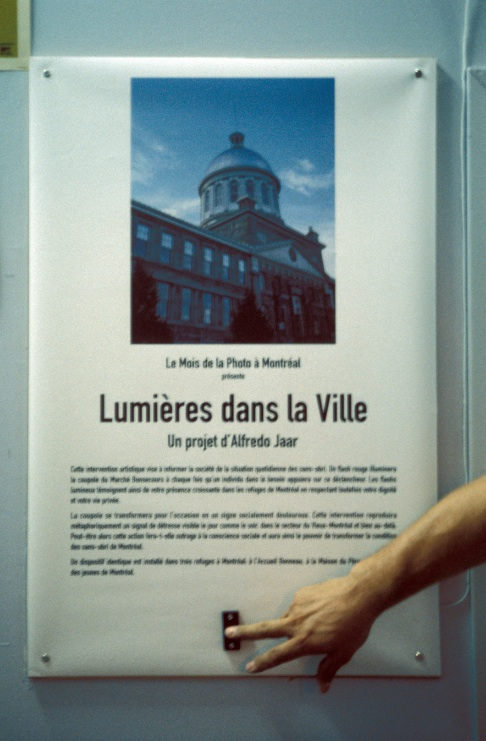 Le Mois de la Photo à Montréal
présente
Lumières dans la Ville
Un projet d'Alfredo Jaar
Cette intervention artistique vise à informer la société de la situation quotidienne des sans-abri. Un flash rouge illuminera
la coupole du Marché Bonsecours à chaque fois qu'un individu dans le besoin appuiera sur ce déclencheur. Les flashs
lumineux témoigneront ainsi de votre présence croissante dans les refuges de Montréal en respectant toutefois votre dignité
et votre vie privée.
La coupole se transformera pour l'occasion en un signe socialement douloureux. Cette intervention reproduira
métaphoriquement un signal de détresse visible le jour comme le soir, dans le secteur du Vieux-Montréal et bien au-delà.
Peut-être alors cette action fera-t-elle outrage à la conscience sociale et aura ainsi le pouvoir de transformer la condition
des sans-abri de Montréal.
Un dispositif identique est installé dans trois refuges à Montréal: à l'Accueil Bonneau, à la Maison du
des jeunes de Montréal.